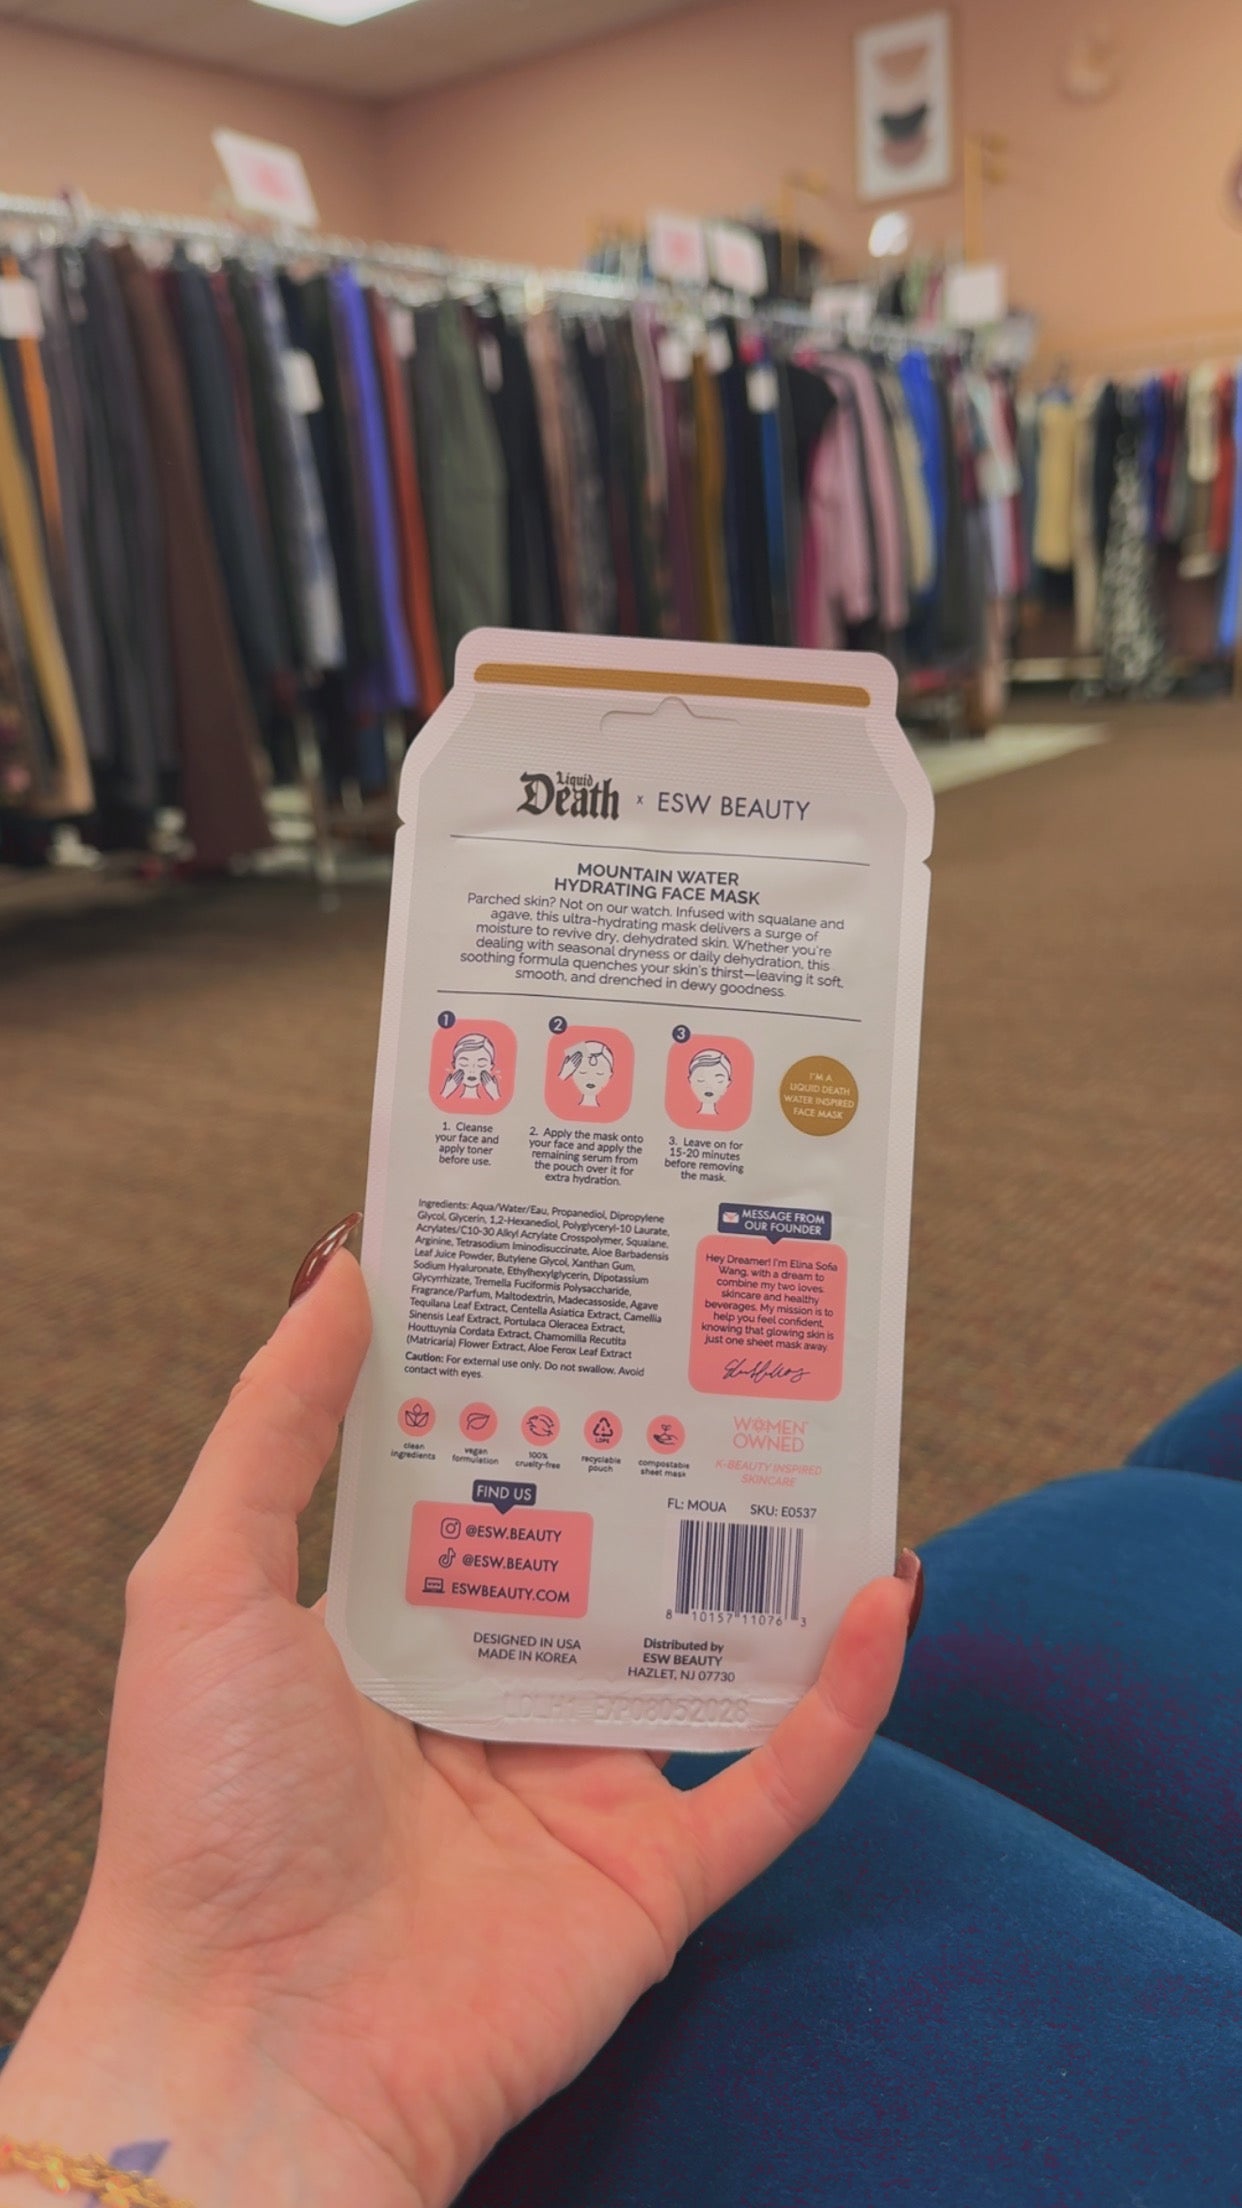 Liquid Death x ESW BEAUTY
MOUNTAIN WATER
HYDRATING FACE MASK
Parched skin? Not on our watch. Infused with squalane and
agave, this ultra-hydrating mask delivers a surge of
moisture to revive dry, dehydrated skin. Whether you're
dealing with seasonal dryness or daily dehydration, this
soothing formula quenches your skin's thirst—leaving it soft,
smooth, and drenched in dewy goodness.
1
2
3
1. Cleanse
your face and
apply toner
before use.
2. Apply the mask onto
your face and apply the
remaining serum from
the pouch over it for
extra hydration.
3. Leave on for
15-20 minutes
before removing
the mask.
I'M A
LIQUID DEATH
WATER INSPIRED
FACE MASK
Ingredients: Aqua/Water/Eau, Propanediol, Dipropylene
Glycol, Glycerin, 1,2-Hexanediol, Polyglyceryl-10 Laurate,
Acrylates/C10-30 Alkyl Acrylate Crosspolymer, Squalane,
Arginine, Tetrasodium Iminodisuccinate, Aloe Barbadensis
Leaf Juice Powder, Butylene Glycol, Xanthan Gum,
Sodium Hyaluronate, Ethylhexylglycerin, Dipotassium
Glycyrrhizate, Tremella Fuciformis Polysaccharide,
Fragrance/Parfum, Maltodextrin, Madecassoside, Agave
Tequilana Leaf Extract, Centella Asiatica Extract, Camellia
Sinensis Leaf Extract, Portulaca Oleracea Extract,
Houttuynia Cordata Extract, Chamomilla Recutita
(Matricaria) Flower Extract, Aloe Ferox Leaf Extract
Caution: For external use only. Do not swallow. Avoid
contact with eyes.
MESSAGE FROM
OUR FOUNDER
Hey Dreamer! I'm Elina Sofia
Wang, with a dream to
combine my two loves:
skincare and healthy
beverages. My mission is to
help you feel confident,
knowing that glowing skin is
just one sheet mask away.
clean
ingredients
vegan
formulation
100%
cruelty-free
LDPE
recyclable
pouch
compostable
sheet mask
WOMEN
OWNED
K-BEAUTY INSPIRED
SKINCARE
FIND US
@ESW.BEAUTY
@ESW.BEAUTY
ESWBEAUTY.COM
FL: MOUA SKU: E0537
8 10157 11076 3
DESIGNED IN USA
MADE IN KOREA
Distributed by
ESW BEAUTY
HAZLET, NJ 07730
EXP08052028